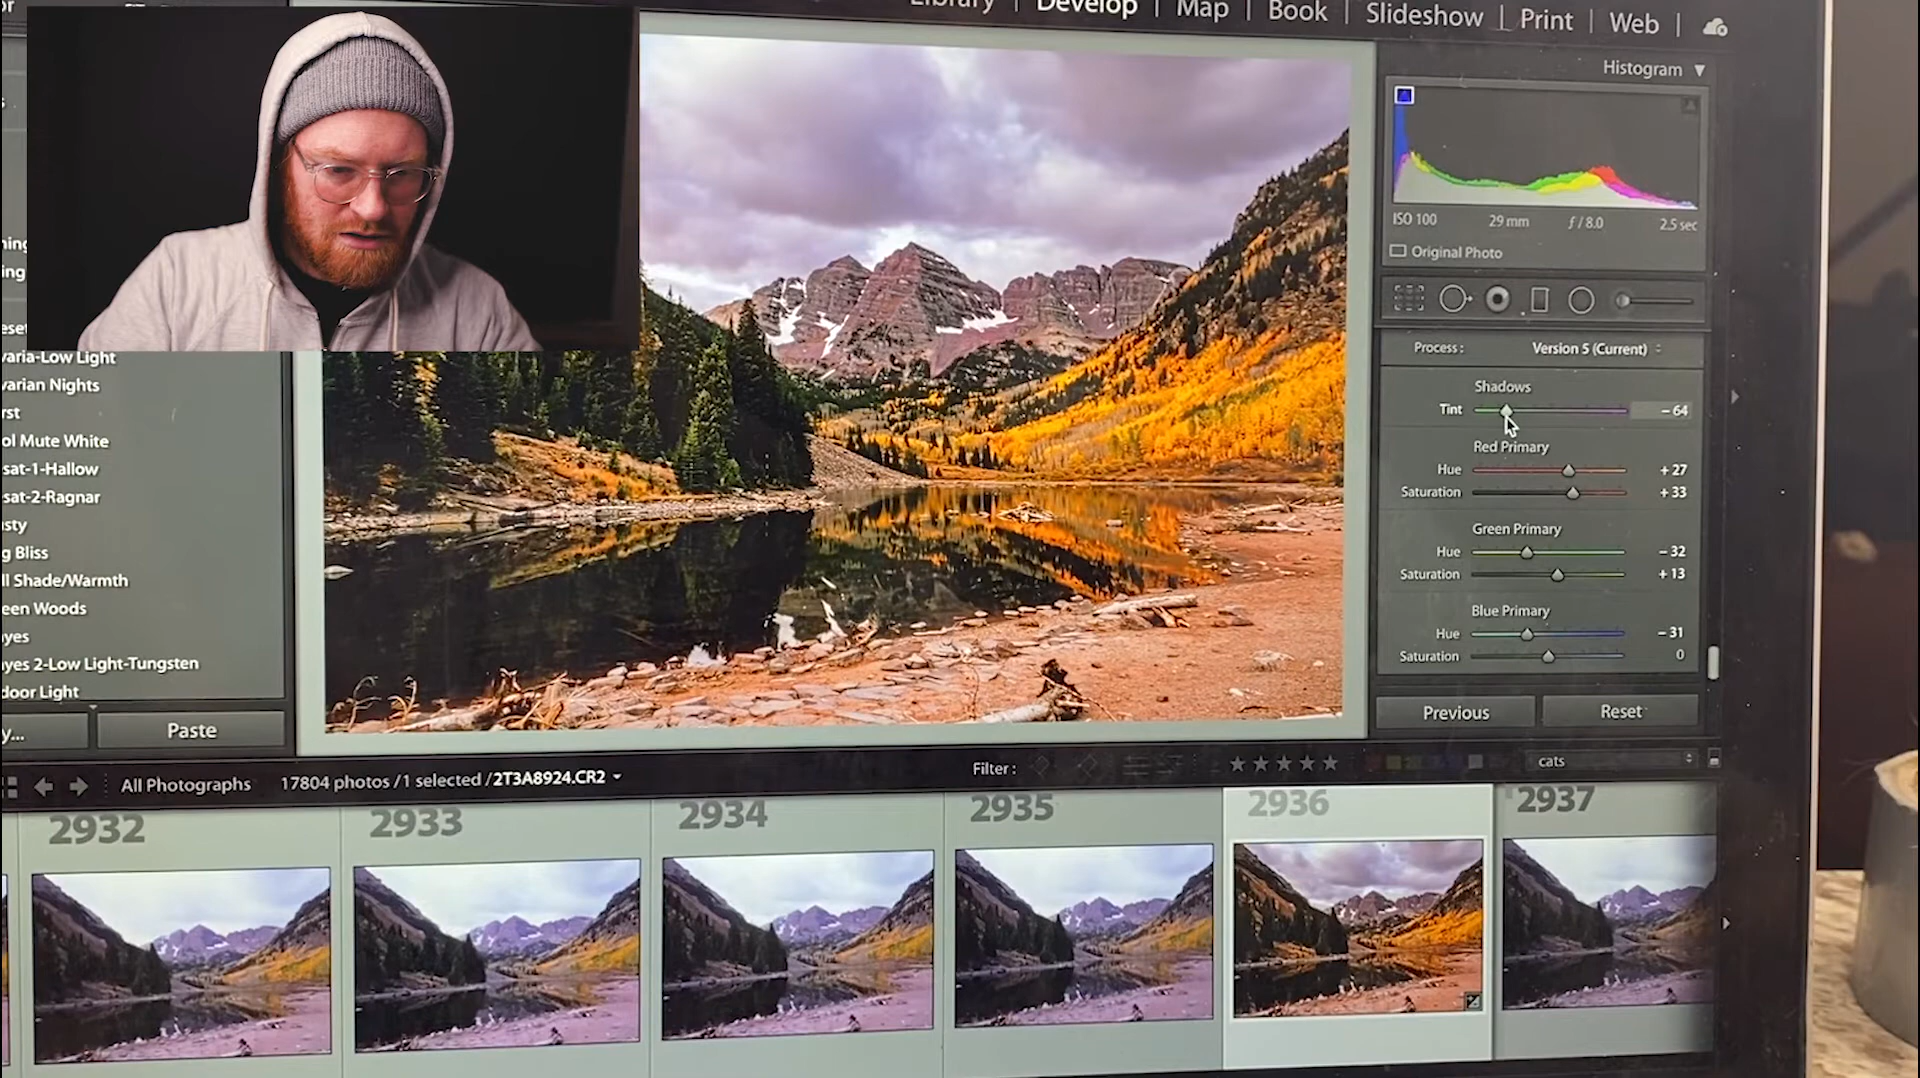 Library | Develop | Map | Book | Slideshow | Print | Web |
Histogram
ISO 100 29 mm ƒ / 8.0 2.5 sec
Original Photo
Process : Version 5 (Current)
Shadows
Tint – 64
Red Primary
Hue + 27
Saturation + 33
Green Primary
Hue – 32
Saturation + 13
Blue Primary
Hue – 31
Saturation 0
Previous Reset
varia-Low Light
varian Nights
rst
ol Mute White
sat-1-Hallow
sat-2-Ragnar
sty
g Bliss
ll Shade/Warmth
een Woods
ayes
ayes 2-Low Light-Tungsten
door Light
y... Paste
All Photographs 17804 photos / 1 selected / 2T3A8924.CR2 Filter : cats
2932 2933 2934 2935 2936 2937